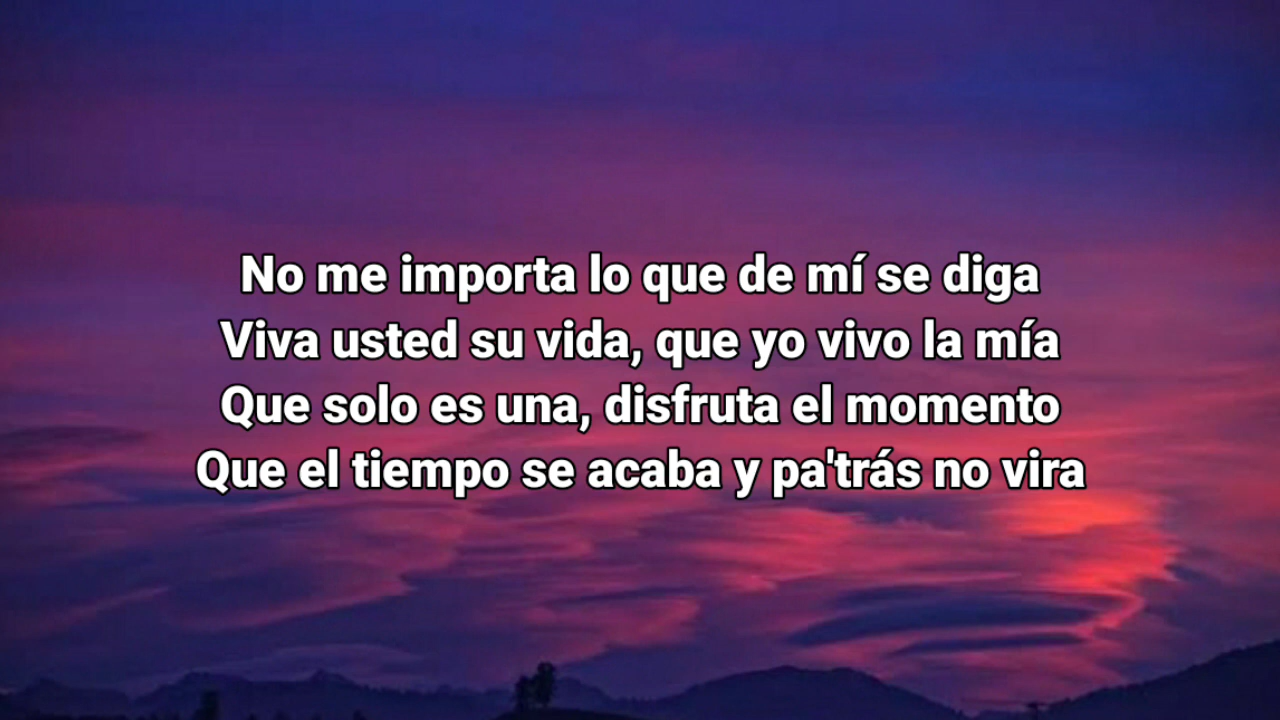 No me importa lo que de mí se diga
Viva usted su vida, que yo vivo la mía
Que solo es una, disfruta el momento
Que el tiempo se acaba y pa'trás no vira